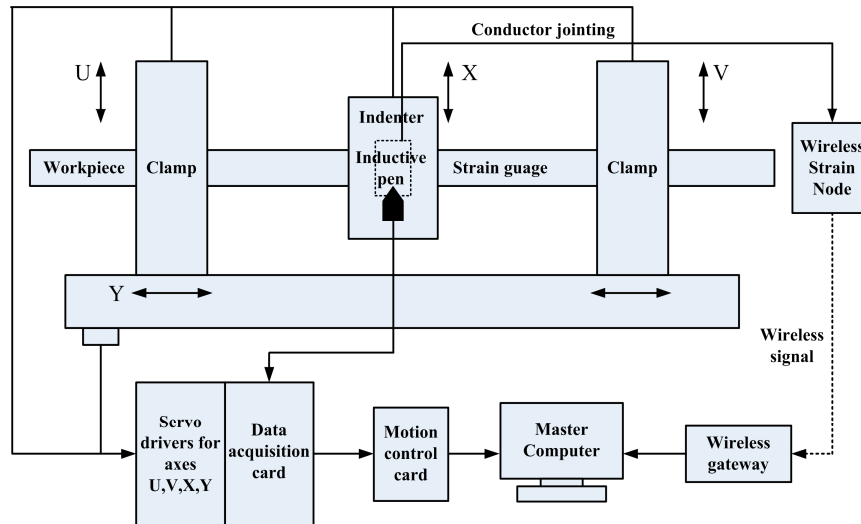 Conductor jointing
U
X
V
Indenter
Workpiece
Clamp
Inductive
pen
Strain guage
Clamp
Wireless
Strain
Node
Y
Wireless
signal
Servo
drivers for
axes
U,V,X,Y
Data
acquisition
card
Motion
control
card
Master
Computer
Wireless
gateway